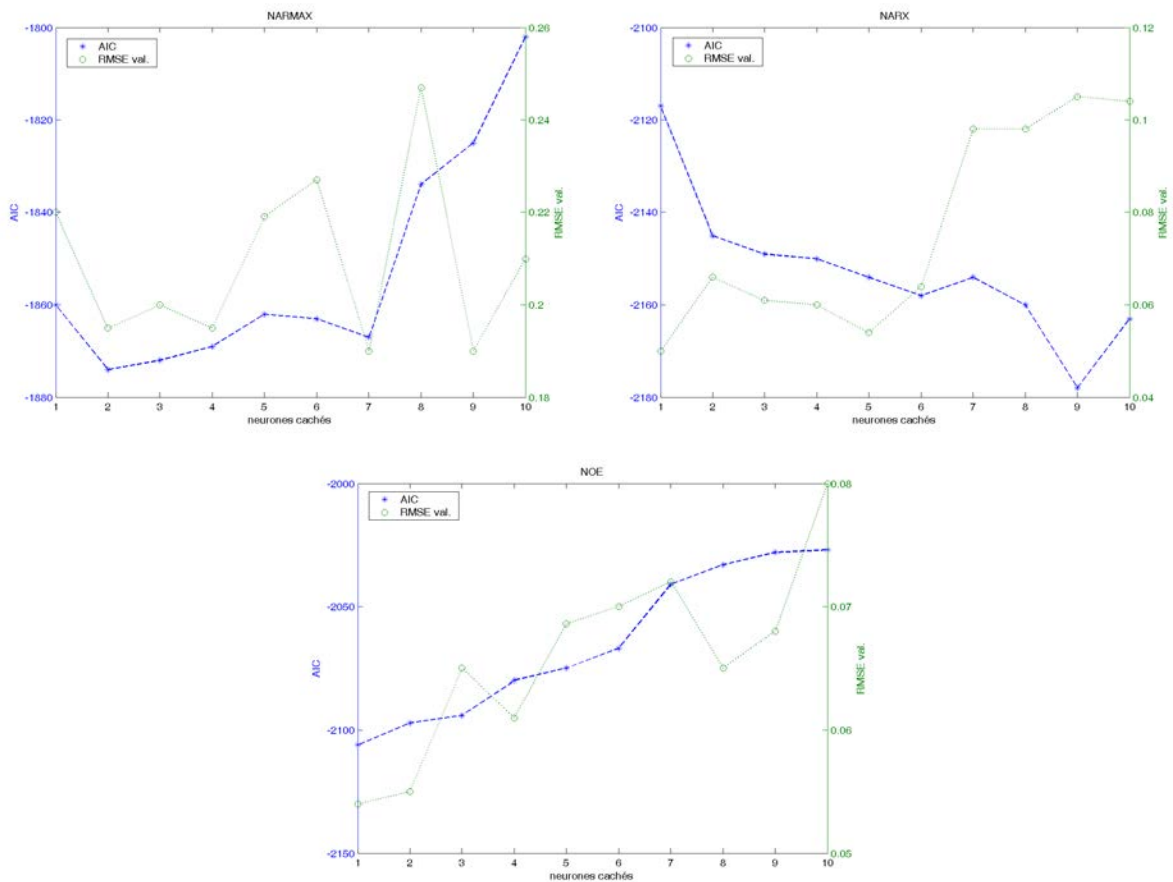 NARMAX
-1800
-1820
-1840
-1860
-1880
AIC
AIC
RMSE val.
0.26
0.24
0.22
0.2
0.18
RMSE val.
1 2 3 4 5 6 7 8 9 10
neurones cachés
NARX
-2100
-2120
-2140
-2160
-2180
AIC
AIC
RMSE val.
0.12
0.1
0.08
0.06
0.04
RMSE val.
1 2 3 4 5 6 7 8 9 10
neurones cachés
NOE
-2000
-2050
-2100
-2150
AIC
AIC
RMSE val.
0.08
0.07
0.06
0.05
RMSE val.
1 2 3 4 5 6 7 8 9 10
neurones cachés